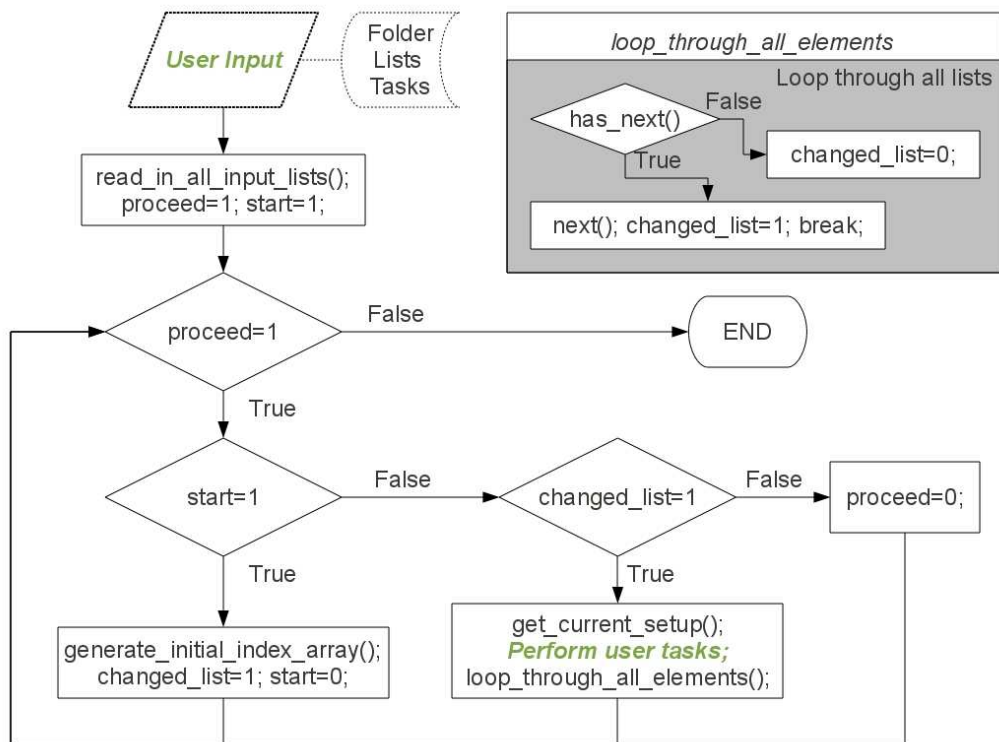 User Input
Folder
Lists
Tasks
loop_through_all_elements
Loop through all lists
has_next()
False
True
changed_list=0;
next(); changed_list=1; break;
read_in_all_input_lists();
proceed=1; start=1;
proceed=1
False
END
True
start=1
False
changed_list=1
False
proceed=0;
True
True
generate_initial_index_array();
changed_list=1; start=0;
get_current_setup();
Perform user tasks;
loop_through_all_elements();